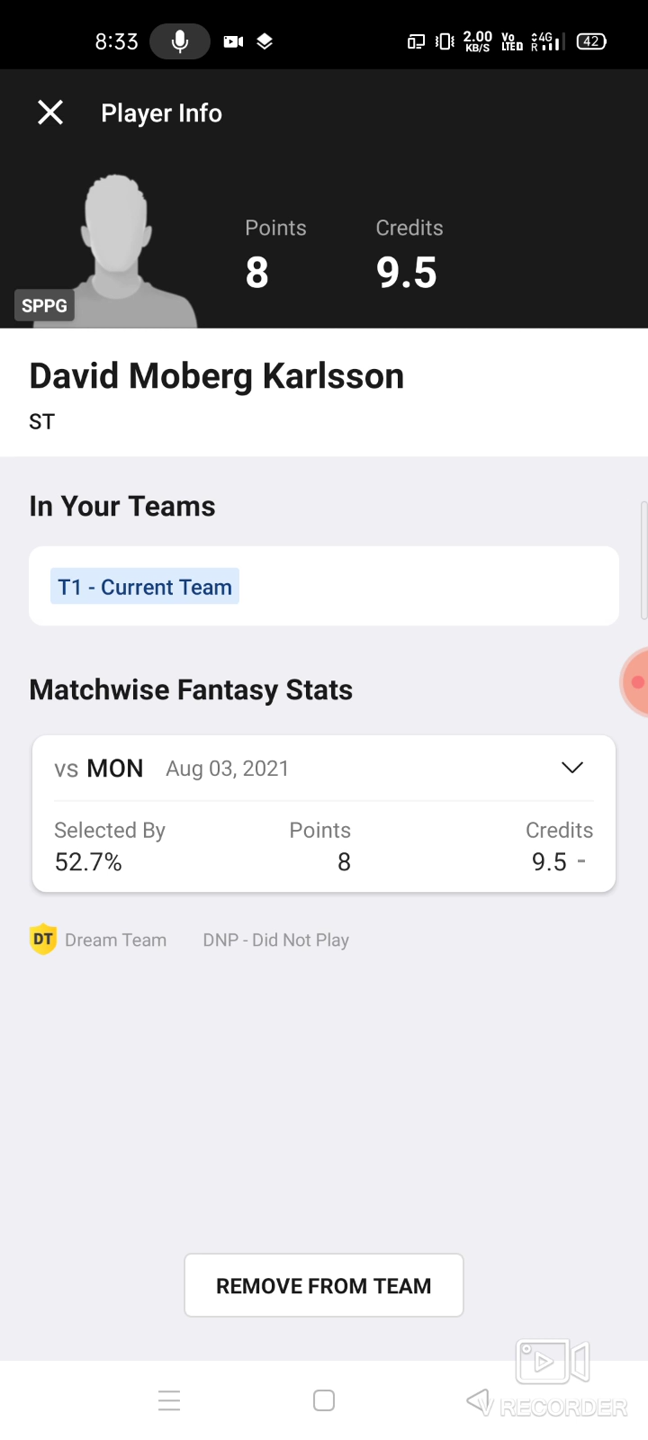 8:33
2.00 KB/S
Vo LTED
4G R
42
Player Info
Points
Credits
8
9.5
SPPG
David Moberg Karlsson
ST
In Your Teams
T1 - Current Team
Matchwise Fantasy Stats
vs MON Aug 03, 2021
Selected By Points Credits
52.7% 8 9.5 -
DT Dream Team DNP - Did Not Play
REMOVE FROM TEAM
V RECORDER